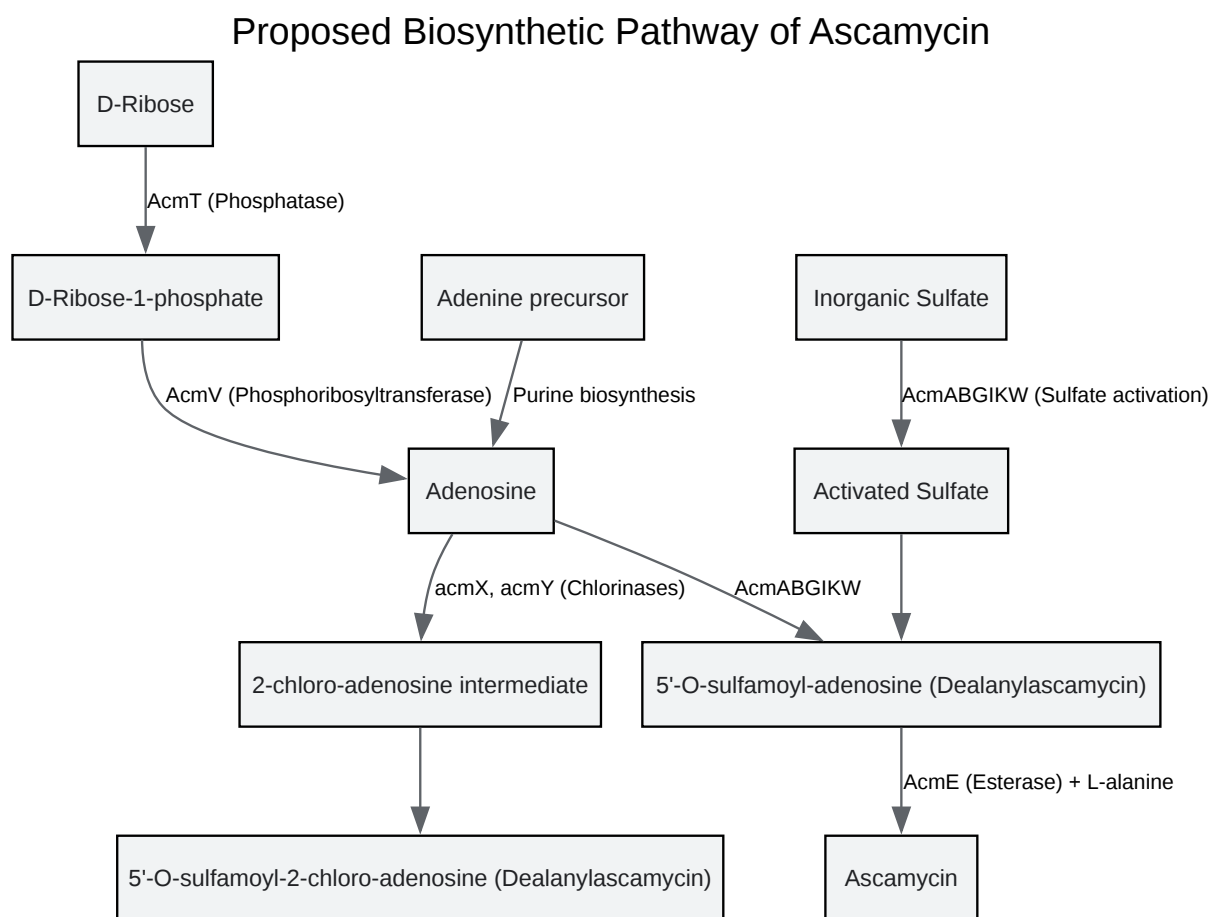 Proposed Biosynthetic Pathway of Ascamycin
D-Ribose
AcmT (Phosphatase)
D-Ribose-1-phosphate
Adenine precursor
Inorganic Sulfate
AcmV (Phosphoribosyltransferase)
Purine biosynthesis
AcmABGIKW (Sulfate activation)
Adenosine
Activated Sulfate
acmX, acmY (Chlorinases)
AcmABGIKW
2-chloro-adenosine intermediate
5'-O-sulfamoyl-adenosine (Dealanylascamycin)
AcmE (Esterase) + L-alanine
5'-O-sulfamoyl-2-chloro-adenosine (Dealanylascamycin)
Ascamycin